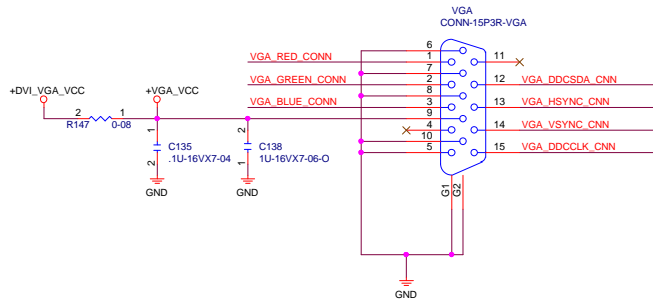 VGA
CONN-15P3R-VGA
6
VGA_RED_CONN
1
11
7
+DVI_VGA_VCC
+VGA_VCC
VGA_GREEN_CONN
2
12
VGA_DDCSDA_CNN
8
VGA_BLUE_CONN
3
13
VGA_HSYNC_CNN
2
1
9
R147
0-08
1
2
4
14
VGA_VSYNC_CNN
C135
C138
10
.1U-16VX7-04
1U-16VX7-06-O
2
1
5
15
VGA_DDCCLK_CNN
GND
GND
G1
G2
GND